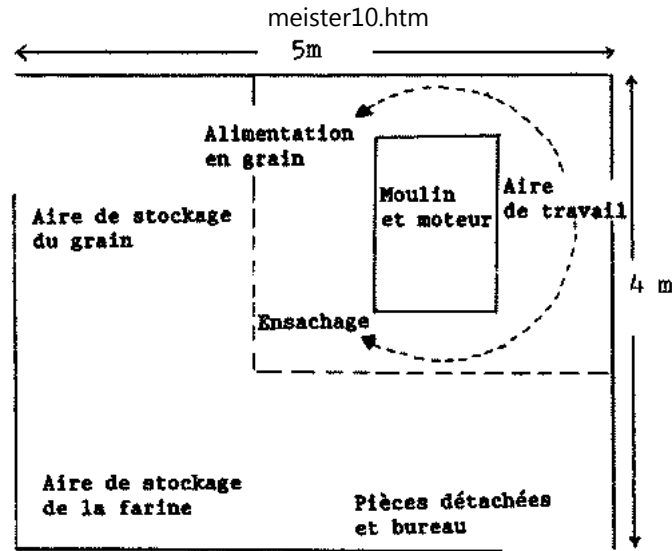 meister10.htm
5m
Alimentation
en grain
Moulin
et moteur
Aire
de travail
Aire de stockage
du grain
4 m
Ensachage
Aire de stockage
de la farine
Pièces détachées
et bureau